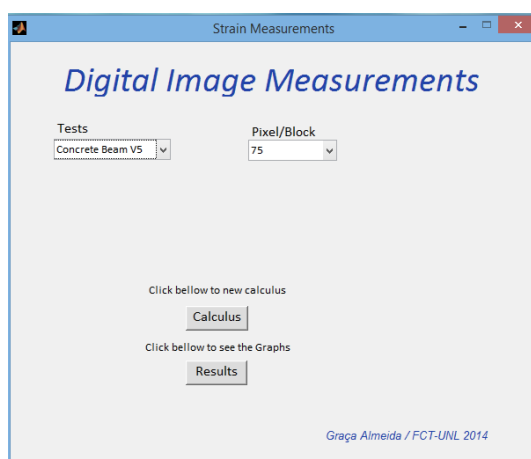 Strain Measurements
Digital Image Measurements
Tests
Pixel/Block
Concrete Beam V5
75
Click bellow to new calculus
Calculus
Click bellow to see the Graphs
Results
Graça Almeida / FCT-UNL 2014